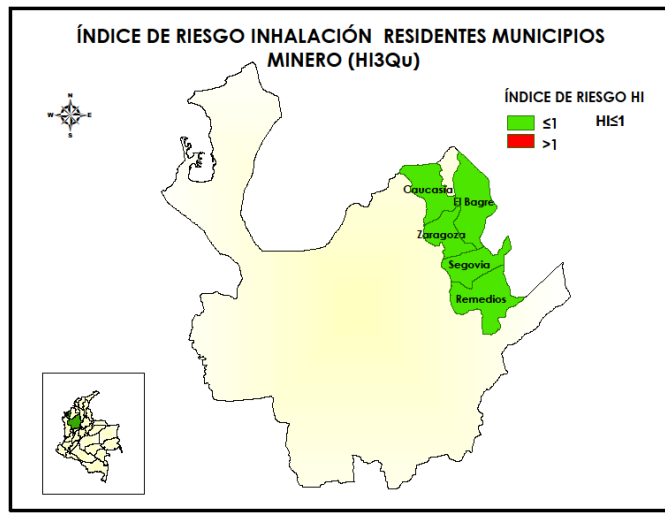 ÍNDICE DE RIESGO INHALACIÓN RESIDENTES MUNICIPIOS
MINERO (HI3Qu)
N
W E
S
ÍNDICE DE RIESGO HI
≤1 HI≤1
>1
Caucasia
El Bagre
Zaragoza
Segovia
Remedios